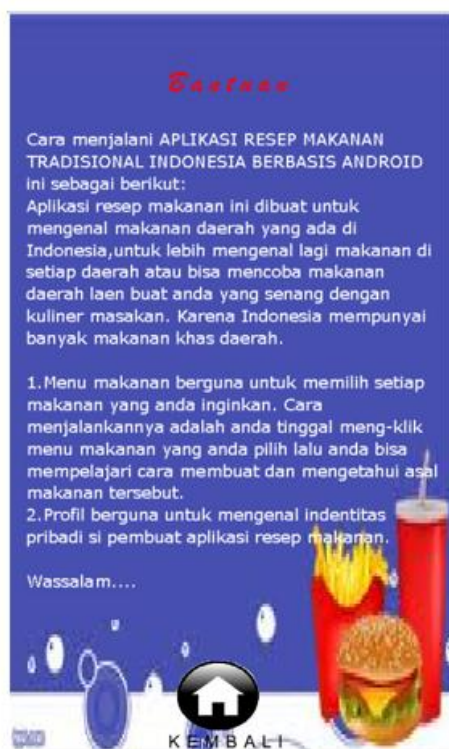 Bantuan
Cara menjalani APLIKASI RESEP MAKANAN
TRADISIONAL INDONESIA BERBASIS ANDROID
ini sebagai berikut:
Aplikasi resep makanan ini dibuat untuk
mengenal makanan daerah yang ada di
Indonesia,untuk lebih mengenal lagi makanan di
setiap daerah atau bisa mencoba makanan
daerah laen buat anda yang senang dengan
kuliner masakan. Karena Indonesia mempunyai
banyak makanan khas daerah.
1.Menu makanan berguna untuk memilih setiap
makanan yang anda inginkan. Cara
menjalankannya adalah anda tinggal meng-klik
menu makanan yang anda pilih lalu anda bisa
mempelajari cara membuat dan mengetahui asal
makanan tersebut.
2.Profil berguna untuk mengenal indentitas
pribadi si pembuat aplikasi resep makanan.
Wassalam....
KEMBALI